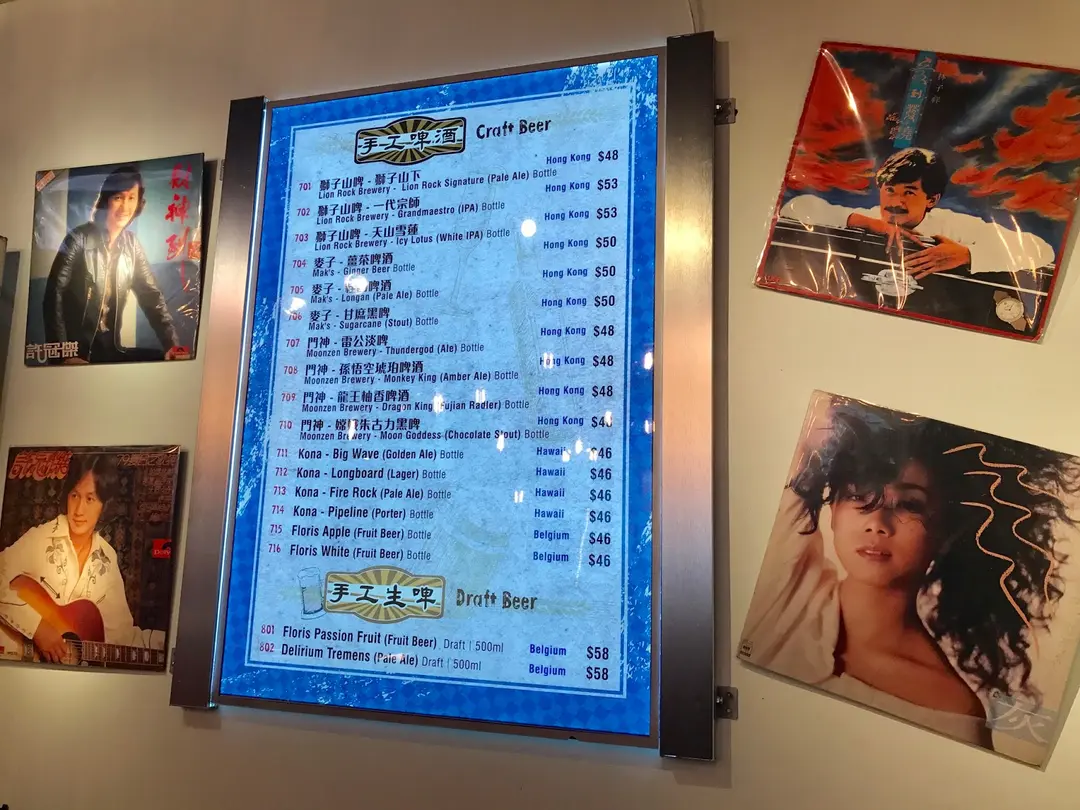 手工啤酒 Craft Beer
701 獅子山啤 - 獅子山下 Hong Kong $48
Lion Rock Brewery - Lion Rock Signature (Pale Ale) Bottle
702 獅子山啤 - 一代宗師 Hong Kong $53
Lion Rock Brewery - Grandmaestro (IPA) Bottle
703 獅子山啤 - 天山雪蓮 Hong Kong $53
Lion Rock Brewery - Icy Lotus (White IPA) Bottle
704 麥子 - 薑茶啤酒 Hong Kong $50
Mak's - Ginger Beer Bottle
705 麥子 - 啤酒 Hong Kong $50
Mak's - Longan (Pale Ale) Bottle
706 麥子 - 甘庶黑啤 Hong Kong $50
Mak's - Sugarcane (Stout) Bottle
707 門神 - 雷公淡啤 Hong Kong $48
Moonzen Brewery - Thundergod (Ale) Bottle
708 門神 - 孫悟空琥珀啤酒 Hong Kong $48
Moonzen Brewery - Monkey King (Amber Ale) Bottle
709 門神 - 龍王柚香啤酒 Hong Kong $48
Moonzen Brewery - Dragon King (Fujian Radler) Bottle
710 門神 - 嫦娥朱古力黑啤 Hong Kong
Moonzen Brewery - Moon Goddess (Chocolate Stout) Bottle
711 Kona - Big Wave (Golden Ale) Bottle Hawaii $46
712 Kona - Longboard (Lager) Bottle Hawaii $46
713 Kona - Fire Rock (Pale Ale) Bottle Hawaii $46
714 Kona - Pipeline (Porter) Bottle Hawaii $46
715 Floris Apple (Fruit Beer) Bottle Belgium $46
716 Floris White (Fruit Beer) Bottle Belgium $46
手工生啤 Draft Beer
801 Floris Passion Fruit (Fruit Beer) Draft | 500ml Belgium $58
802 Delirium Tremens (Pale Ale) Draft | 500ml Belgium $58
許冠傑